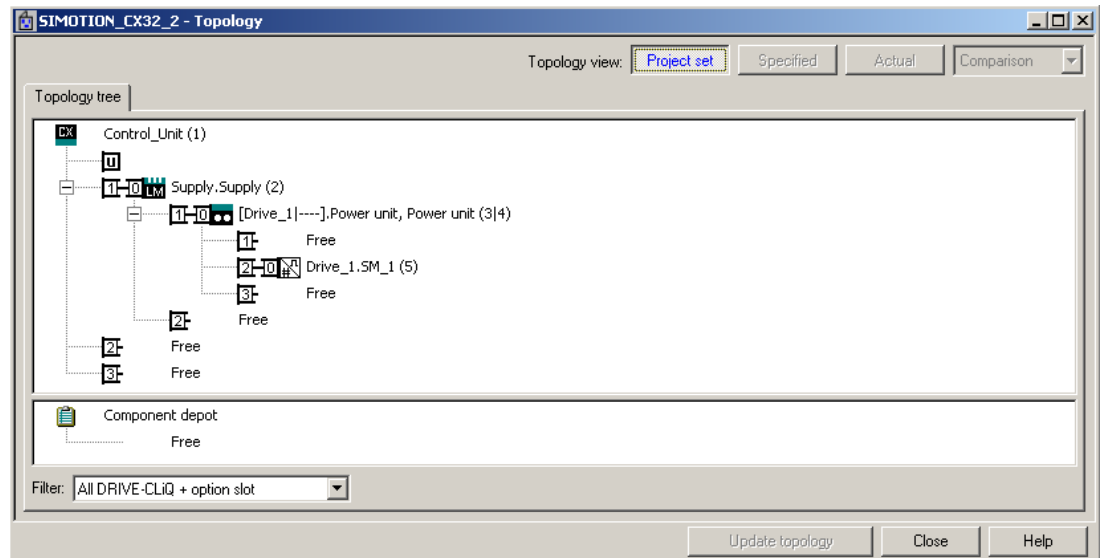 SIMOTION_CX32_2 - Topology
Topology view: Project set Specified Actual Comparison
Topology tree
CX Control_Unit (1)
U
1 0 LM Supply.Supply (2)
1 0 [Drive_1|----].Power unit, Power unit (3|4)
1 Free
2 0 # Drive_1.SM_1 (5)
3 Free
2 Free
2 Free
3 Free
Component depot
Free
Filter: All DRIVE-CLiQ + option slot
Update topology Close Help